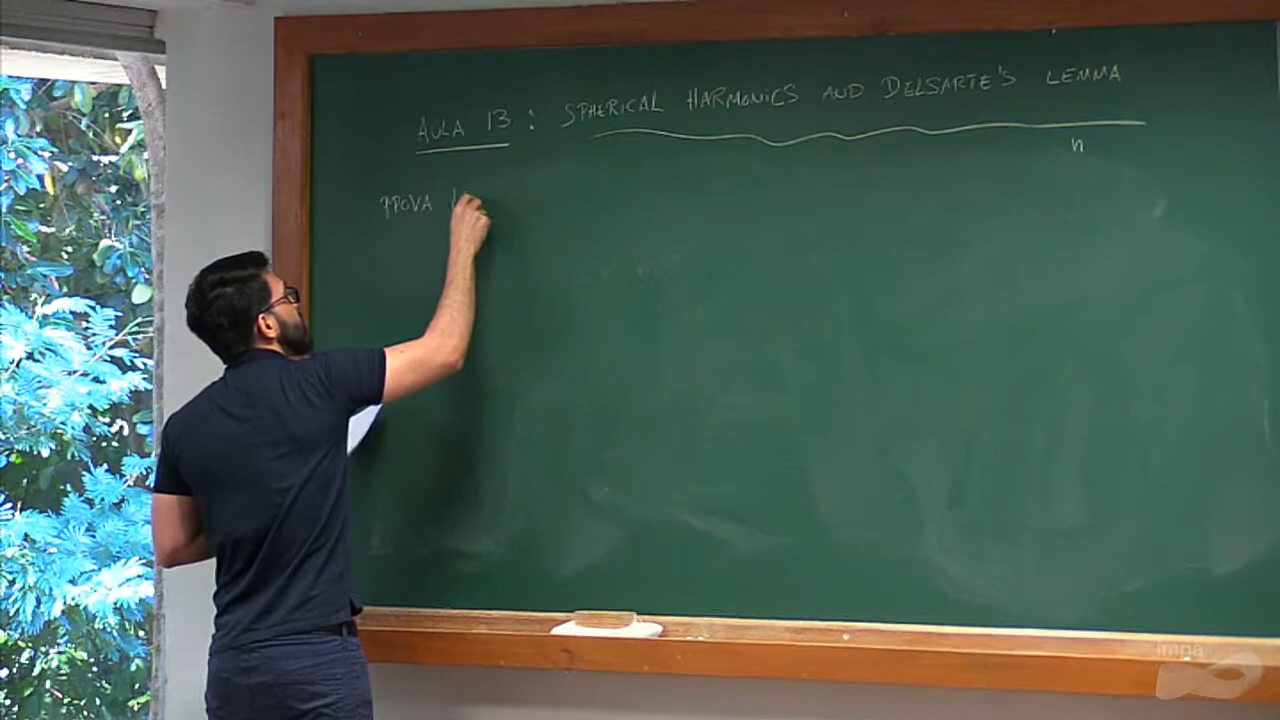 AULA 13 : SPHERICAL HARMONICS AND DELSARTE'S LEMMA
n
PROVA
impa